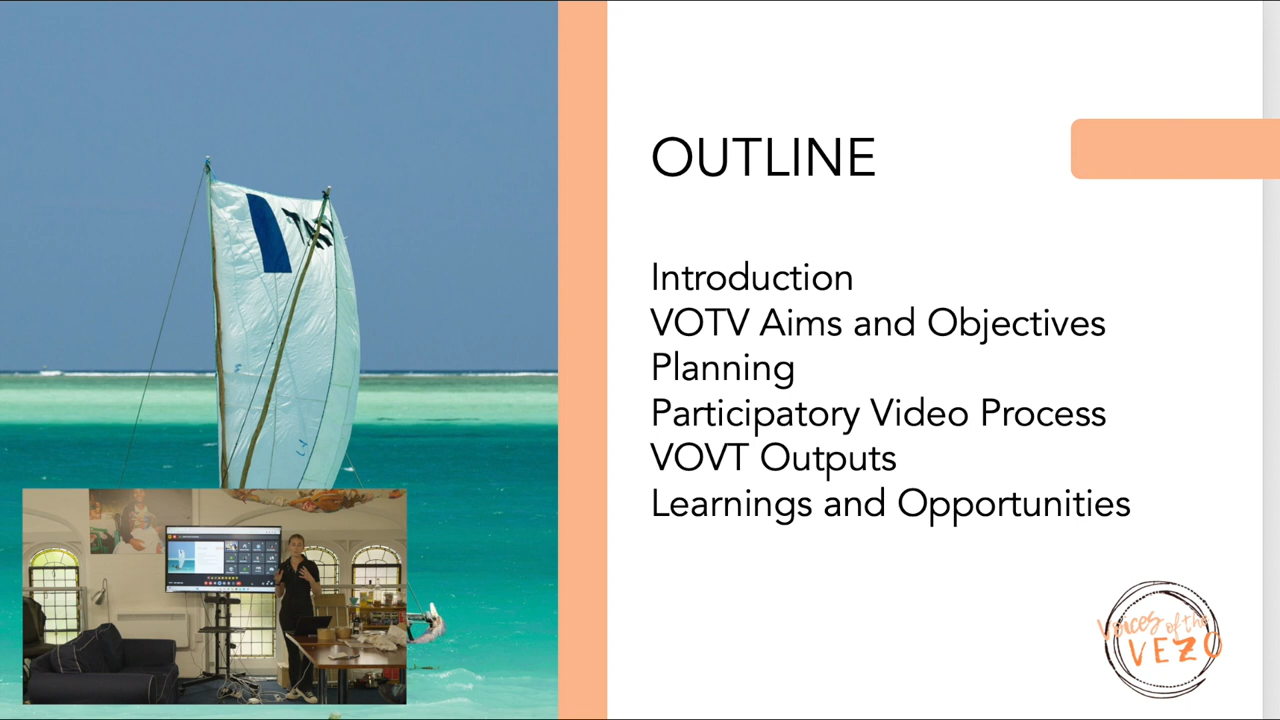 OUTLINE
Introduction
VOTV Aims and Objectives
Planning
Participatory Video Process
VOVT Outputs
Learnings and Opportunities
Voices of the
VEZO